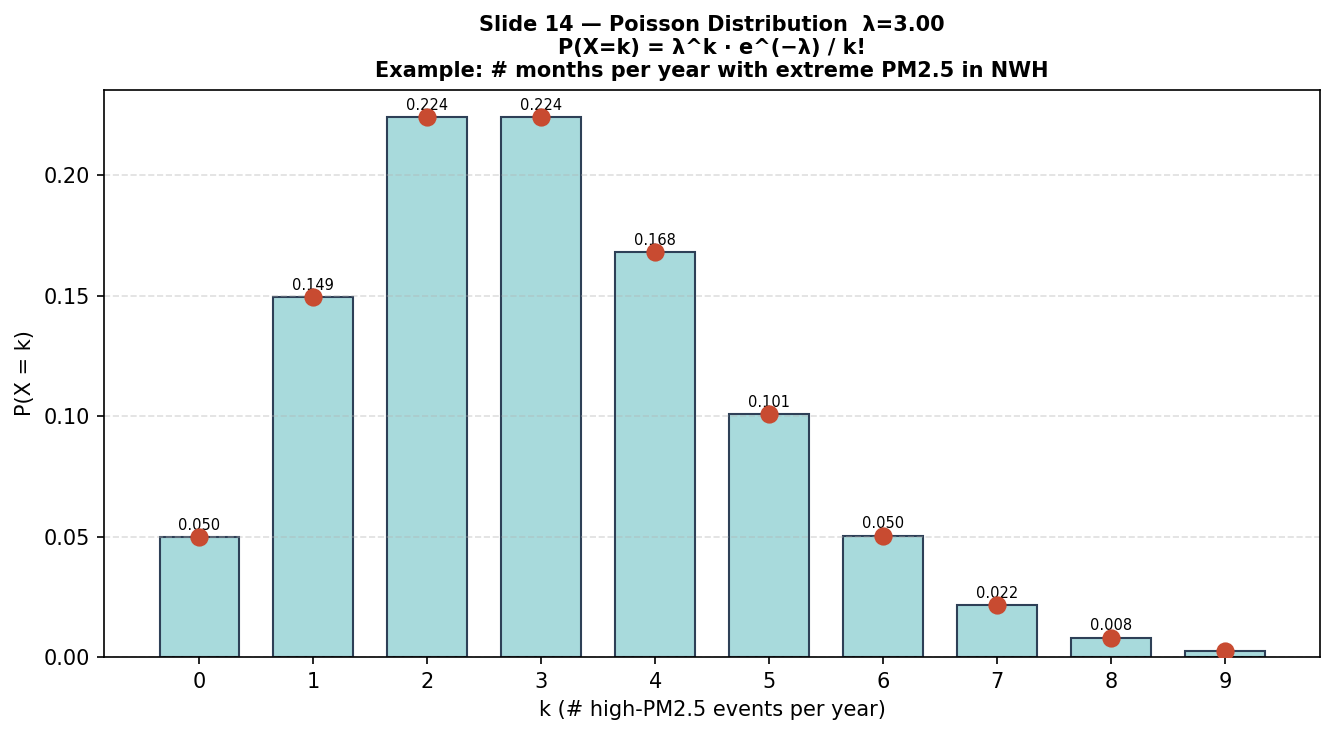 Slide 14 — Poisson Distribution  λ=3.00
P(X=k) = λ^k · e^(−λ) / k!
Example: # months per year with extreme PM2.5 in NWH
P(X = k)
0.20
0.15
0.10
0.05
0.00
0.050
0.149
0.224
0.224
0.168
0.101
0.050
0.022
0.008
0 1 2 3 4 5 6 7 8 9
k (# high-PM2.5 events per year)